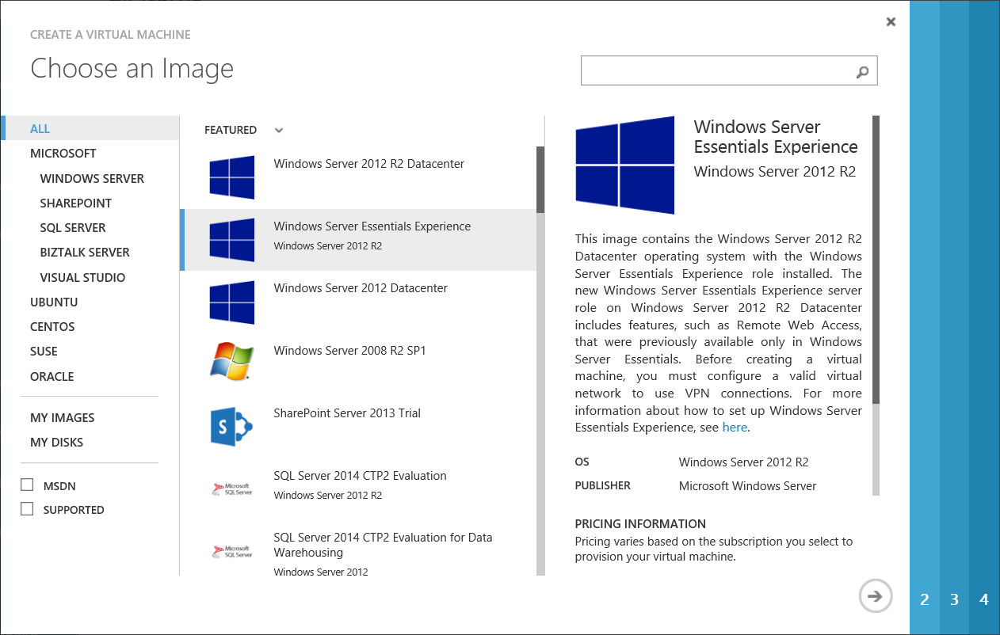 CREATE A VIRTUAL MACHINE
Choose an Image
ALL
MICROSOFT
WINDOWS SERVER
SHAREPOINT
SQL SERVER
BIZTALK SERVER
VISUAL STUDIO
UBUNTU
CENTOS
SUSE
ORACLE
MY IMAGES
MY DISKS
MSDN
SUPPORTED
FEATURED
Windows Server 2012 R2 Datacenter
Windows Server Essentials Experience
Windows Server 2012 R2
Windows Server 2012 Datacenter
Windows Server 2008 R2 SP1
S
SharePoint Server 2013 Trial
Microsoft
SQL Server
SQL Server 2014 CTP2 Evaluation
Windows Server 2012 R2
Microsoft
SQL Server
SQL Server 2014 CTP2 Evaluation for Data
Warehousing
Windows Server 2012
Windows Server
Essentials Experience
Windows Server 2012 R2
This image contains the Windows Server 2012 R2
Datacenter operating system with the Windows
Server Essentials Experience role installed. The
new Windows Server Essentials Experience server
role on Windows Server 2012 R2 Datacenter
includes features, such as Remote Web Access,
that were previously available only in Windows
Server Essentials. Before creating a virtual
machine, you must configure a valid virtual
network to use VPN connections. For more
information about how to set up Windows Server
Essentials Experience, see here.
OS Windows Server 2012 R2
PUBLISHER Microsoft Windows Server
PRICING INFORMATION
Pricing varies based on the subscription you select to
provision your virtual machine.
2 3 4